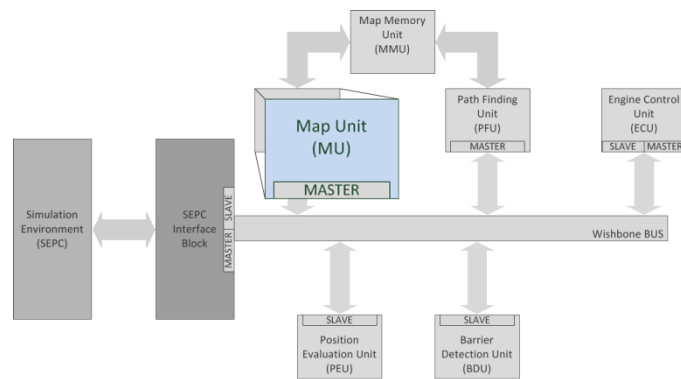 Map Memory
Unit
(MMU)
Map Unit
(MU)
MASTER
Path Finding
Unit
(PFU)
MASTER
Engine Control
Unit
(ECU)
SLAVE MASTER
Simulation
Environment
(SEPC)
SEPC
Interface
Block
SLAVE
MASTER
Wishbone BUS
SLAVE
Position
Evaluation Unit
(PEU)
SLAVE
Barrier
Detection Unit
(BDU)